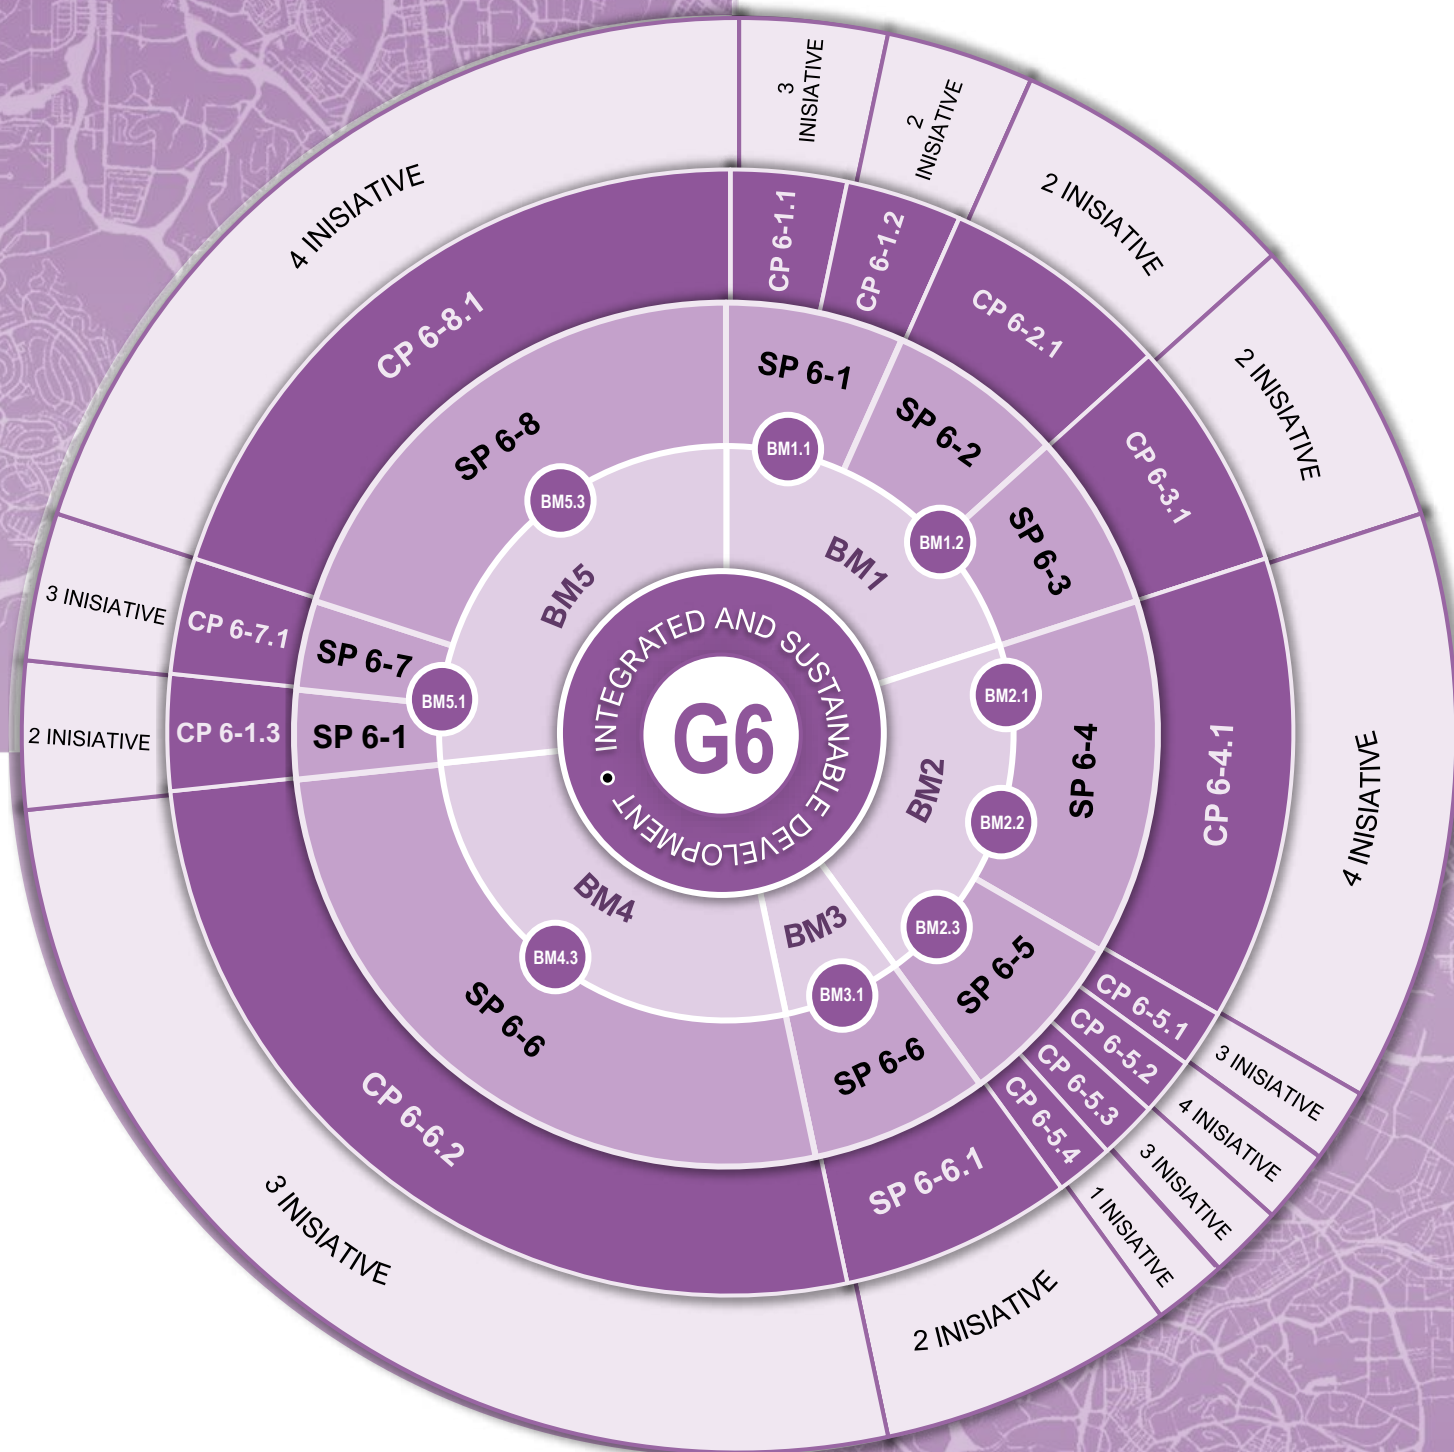 G6
INTEGRATED AND SUSTAINABLE DEVELOPMENT •
BM1
BM2
BM3
BM4
BM5
BM1.1
BM1.2
BM2.1
BM2.2
BM2.3
BM3.1
BM4.3
BM5.1
BM5.3
SP 6-1
SP 6-2
SP 6-3
SP 6-4
SP 6-5
SP 6-6
SP 6-6
SP 6-1
SP 6-7
SP 6-8
CP 6-1.1
CP 6-1.2
CP 6-2.1
CP 6-3.1
CP 6-4.1
CP 6-5.1
CP 6-5.2
CP 6-5.3
CP 6-5.4
SP 6-6.1
CP 6-6.2
CP 6-1.3
CP 6-7.1
CP 6-8.1
3
INISIATIVE
2
INISIATIVE
2 INISIATIVE
2 INISIATIVE
4 INISIATIVE
3 INISIATIVE
4 INISIATIVE
3 INISIATIVE
1 INISIATIVE
2 INISIATIVE
3 INISIATIVE
2 INISIATIVE
3 INISIATIVE
4 INISIATIVE